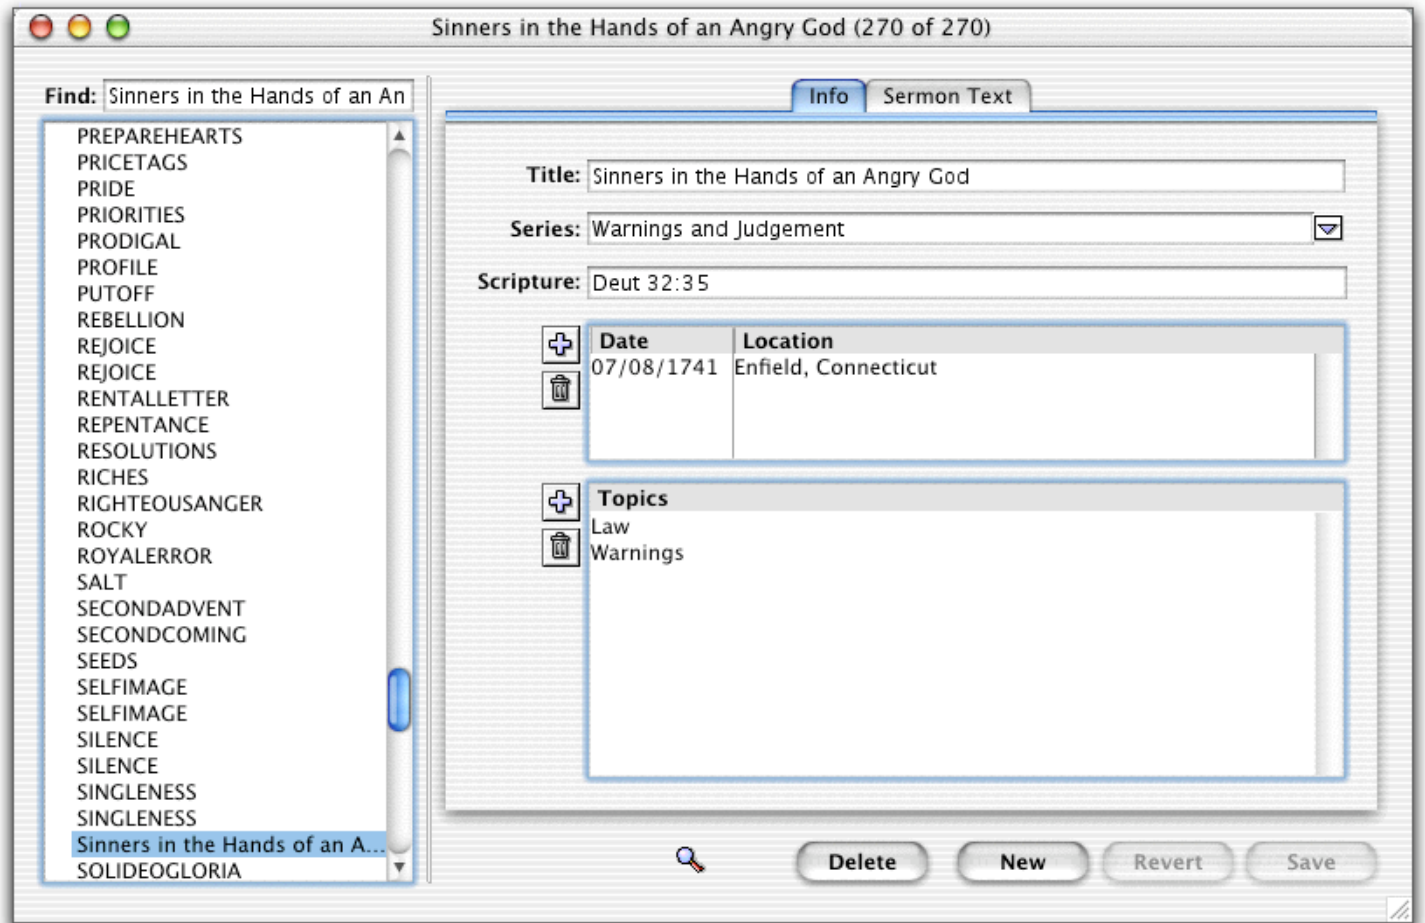 Sinners in the Hands of an Angry God (270 of 270)
Find: Sinners in the Hands of an An
PREPAREHEARTS
PRICETAGS
PRIDE
PRIORITIES
PRODIGAL
PROFILE
PUTOFF
REBELLION
REJOICE
REJOICE
RENTALLETTER
REPENTANCE
RESOLUTIONS
RICHES
RIGHTEOUSANGER
ROCKY
ROYALERROR
SALT
SECONDADVENT
SECONDCOMING
SEEDS
SELFIMAGE
SELFIMAGE
SILENCE
SILENCE
SINGLENESS
SINGLENESS
Sinners in the Hands of an A...
SOLIDEOGLORIA
Info Sermon Text
Title: Sinners in the Hands of an Angry God
Series: Warnings and Judgement
Scripture: Deut 32:35
Date Location
07/08/1741 Enfield, Connecticut
Topics
Law
Warnings
Delete New Revert Save